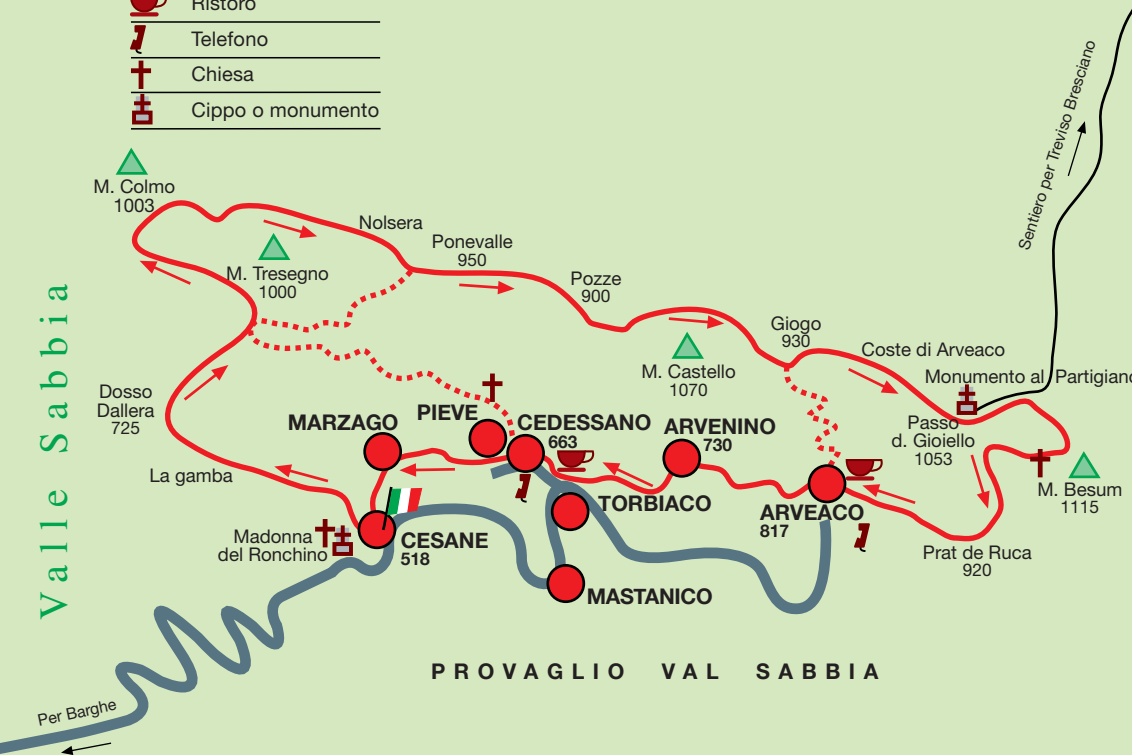 Ristoro
Telefono
Chiesa
Cippo o monumento
M. Colmo
1003
Nolsera
Ponevalle
950
M. Tresegno
1000
Pozze
900
Giogo
930
Coste di Arveaco
M. Castello
1070
Monumento al Partigiano
Sentiero per Treviso Bresciano
Valle Sabbia
Dosso
Dallera
725
La gamba
MARZAGO
PIEVE
CEDESSANO
663
ARVENINO
730
Passo
d. Gioiello
1053
M. Besum
1115
TORBIACO
ARVEACO
817
Madonna
del Ronchino
CESANE
518
Prat de Ruca
920
MASTANICO
PROVAGLIO VAL SABBIA
Per Barghe